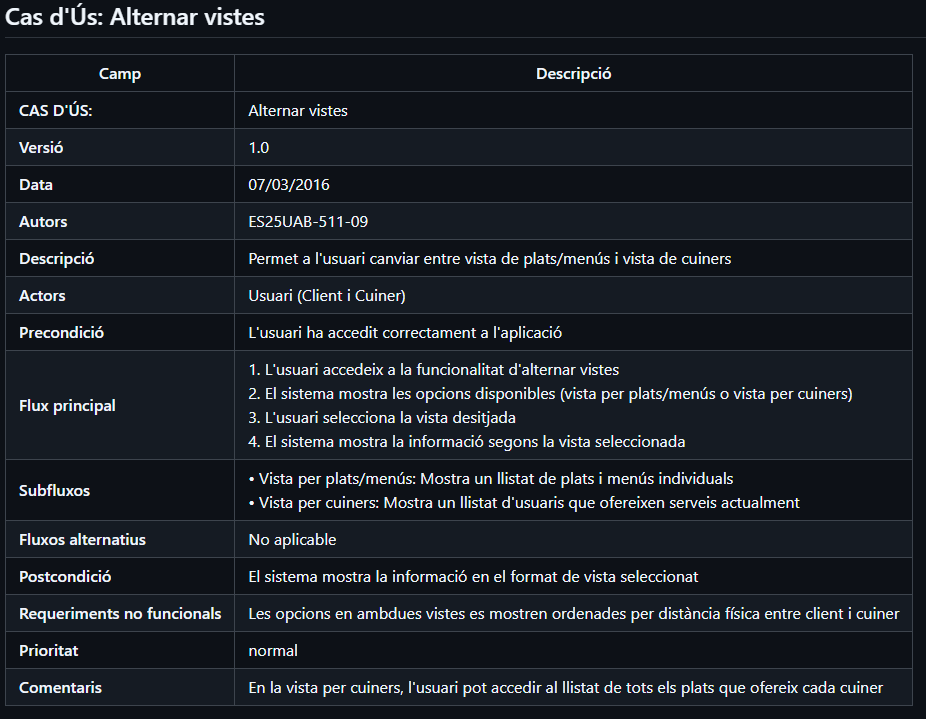 Cas d'Ús: Alternar vistes
Camp Descripció
CAS D'ÚS: Alternar vistes
Versió 1.0
Data 07/03/2016
Autors ES25UAB-511-09
Descripció Permet a l'usuari canviar entre vista de plats/menús i vista de cuiners
Actors Usuari (Client i Cuiner)
Precondició L'usuari ha accedit correctament a l'aplicació
Flux principal
1. L'usuari accedeix a la funcionalitat d'alternar vistes
2. El sistema mostra les opcions disponibles (vista per plats/menús o vista per cuiners)
3. L'usuari selecciona la vista desitjada
4. El sistema mostra la informació segons la vista seleccionada
Subfluxos
• Vista per plats/menús: Mostra un llistat de plats i menús individuals
• Vista per cuiners: Mostra un llistat d'usuaris que ofereixen serveis actualment
Fluxos alternatius No aplicable
Postcondició El sistema mostra la informació en el format de vista seleccionat
Requeriments no funcionals Les opcions en ambdues vistes es mostren ordenades per distància física entre client i cuiner
Prioritat normal
Comentaris En la vista per cuiners, l'usuari pot accedir al llistat de tots els plats que ofereix cada cuiner